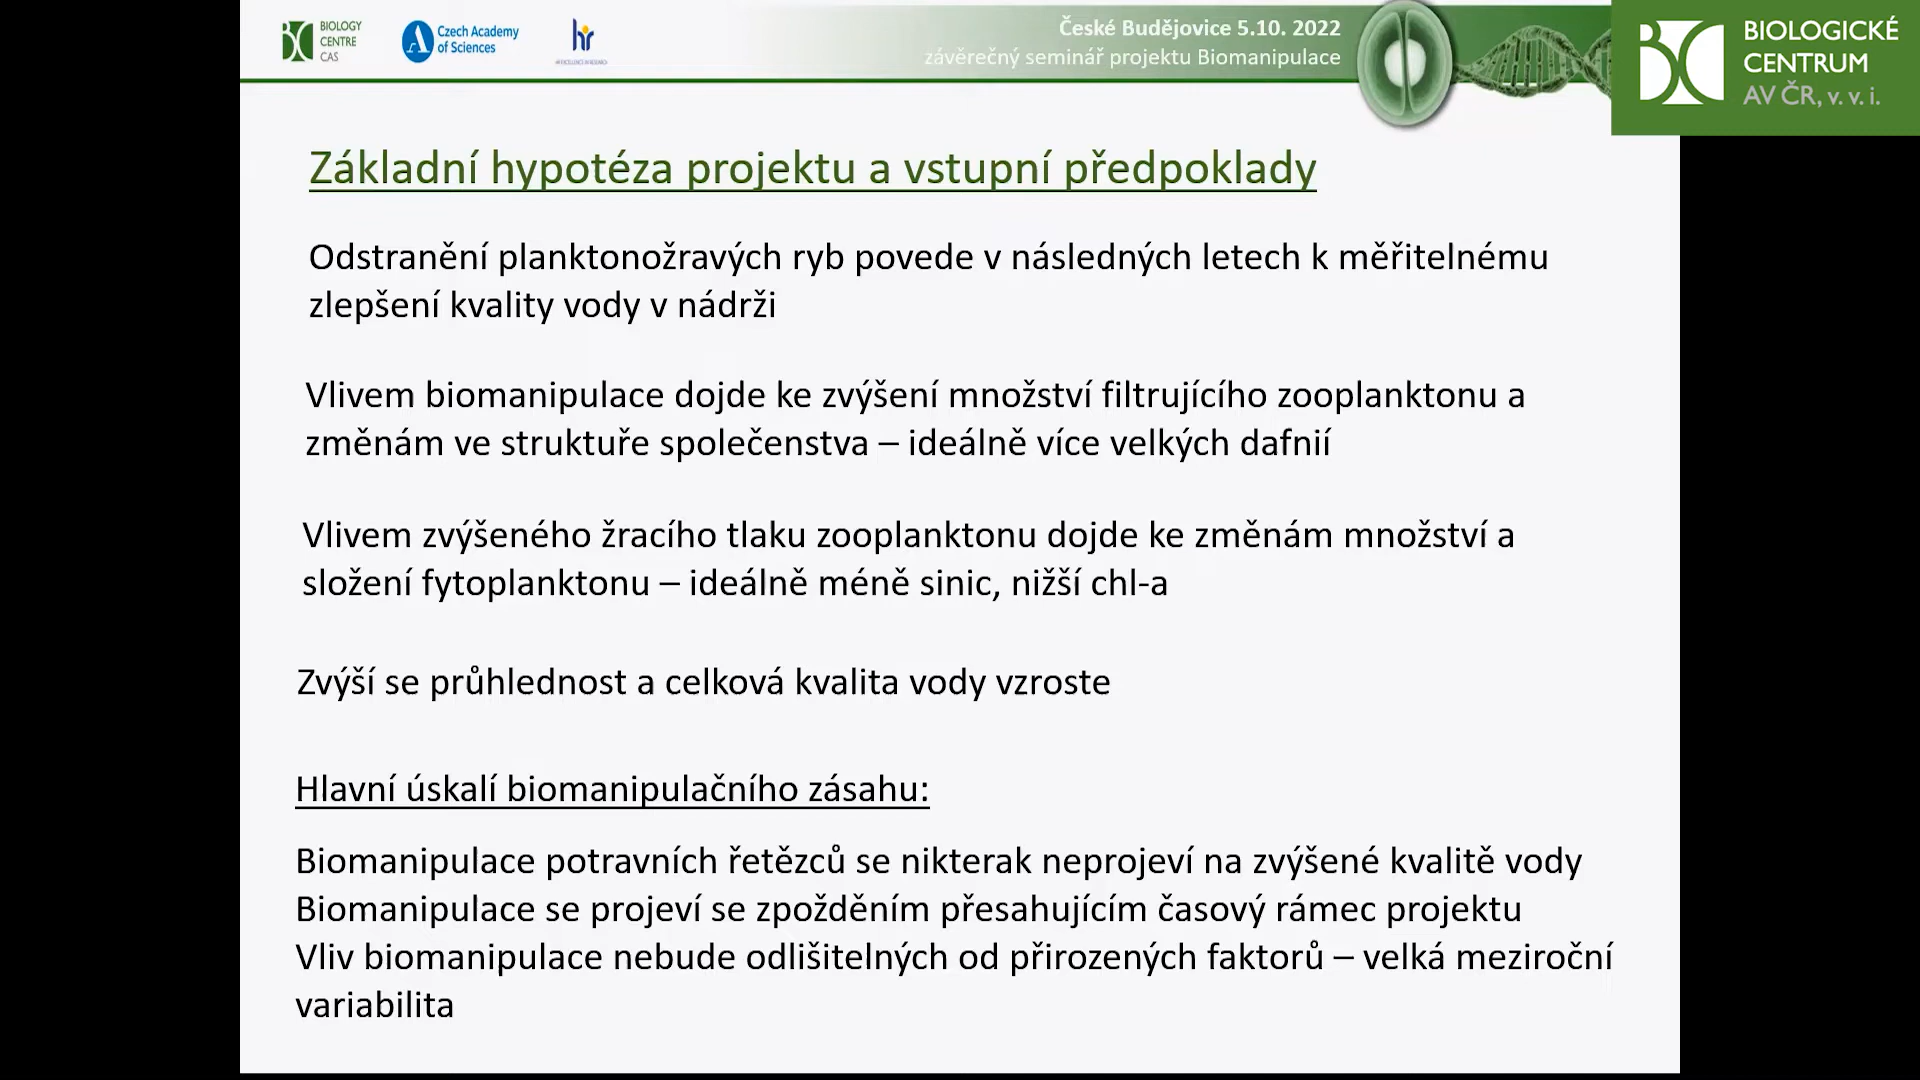 BIOLOGY
CENTRE
CAS
Czech Academy
of Sciences
hr
HR EXCELLENCE IN RESEARCH
České Budějovice 5.10. 2022
závěrečný seminář projektu Biomanipulace
BIOLOGICKÉ
CENTRUM
AV ČR, v. v. i.
Základní hypotéza projektu a vstupní předpoklady
Odstranění planktonožravých ryb povede v následných letech k měřitelnému
zlepšení kvality vody v nádrži
Vlivem biomanipulace dojde ke zvýšení množství filtrujícího zooplanktonu a
změnám ve struktuře společenstva – ideálně více velkých dafnií
Vlivem zvýšeného žracího tlaku zooplanktonu dojde ke změnám množství a
složení fytoplanktonu – ideálně méně sinic, nižší chl-a
Zvýší se průhlednost a celková kvalita vody vzroste
Hlavní úskalí biomanipulačního zásahu:
Biomanipulace potravních řetězců se nikterak neprojeví na zvýšené kvalitě vody
Biomanipulace se projeví se zpožděním přesahujícím časový rámec projektu
Vliv biomanipulace nebude odlišitelných od přirozených faktorů – velká meziroční
variabilita